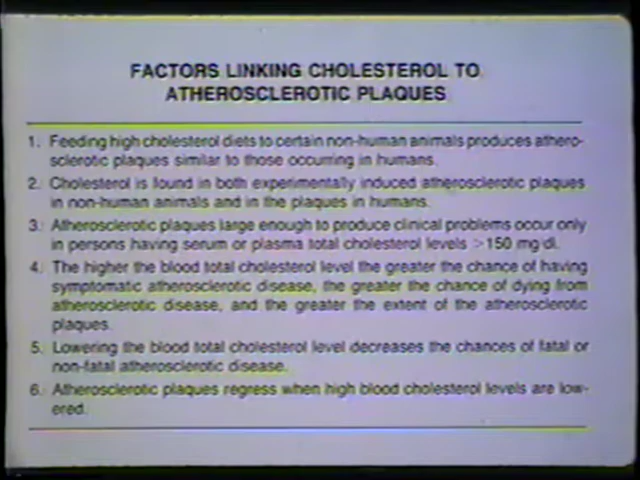 FACTORS LINKING CHOLESTEROL TO
ATHEROSCLEROTIC PLAQUES
1. Feeding high cholesterol diets to certain non-human animals produces athero-
sclerotic plaques similar to those occurring in humans.
2. Cholesterol is found in both experimentally induced atherosclerotic plaques
in non-human animals and in the plaques in humans.
3. Atherosclerotic plaques large enough to produce clinical problems occur only
in persons having serum or plasma total cholesterol levels >150 mg/dl.
4. The higher the blood total cholesterol level the greater the chance of having
symptomatic atherosclerotic disease, the greater the chance of dying from
atherosclerotic disease, and the greater the extent of the atherosclerotic
plaques.
5. Lowering the blood total cholesterol level decreases the chances of fatal or
non-fatal atherosclerotic disease.
6. Atherosclerotic plaques regress when high blood cholesterol levels are low-
ered.